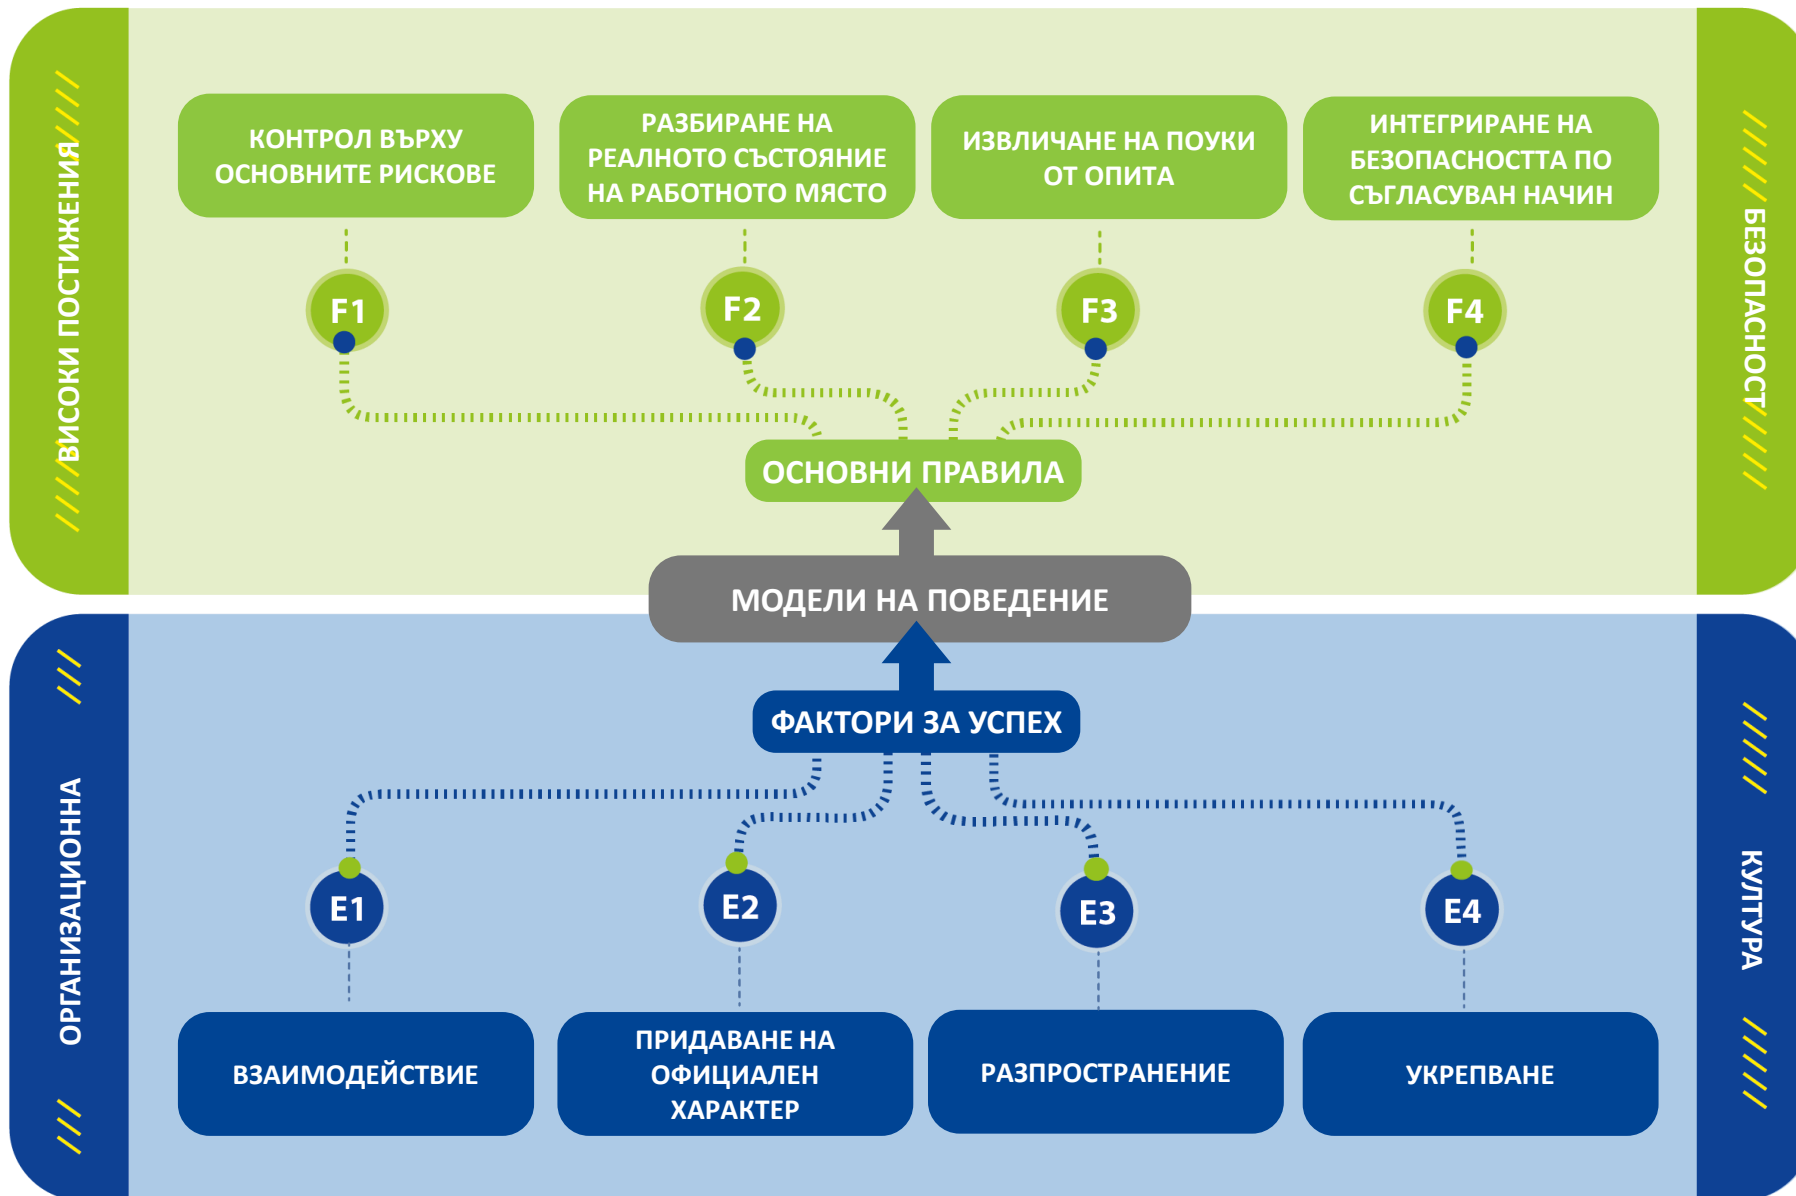 ВИСОКИ ПОСТИЖЕНИЯ
БЕЗОПАСНОСТ
КОНТРОЛ ВЪРХУ
ОСНОВНИТЕ РИСКОВЕ
РАЗБИРАНЕ НА
РЕАЛНОТО СЪСТОЯНИЕ
НА РАБОТНОТО МЯСТО
ИЗВЛИЧАНЕ НА ПОУКИ
ОТ ОПИТА
ИНТЕГРИРАНЕ НА
БЕЗОПАСНОСТТА ПО
СЪГЛАСУВАН НАЧИН
F1
F2
F3
F4
ОСНОВНИ ПРАВИЛА
МОДЕЛИ НА ПОВЕДЕНИЕ
ФАКТОРИ ЗА УСПЕХ
ОРГАНИЗАЦИОННА
КУЛТУРА
E1
E2
E3
E4
ВЗАИМОДЕЙСТВИЕ
ПРИДАВАНЕ НА
ОФИЦИАЛЕН
ХАРАКТЕР
РАЗПРОСТРАНЕНИЕ
УКРЕПВАНЕ